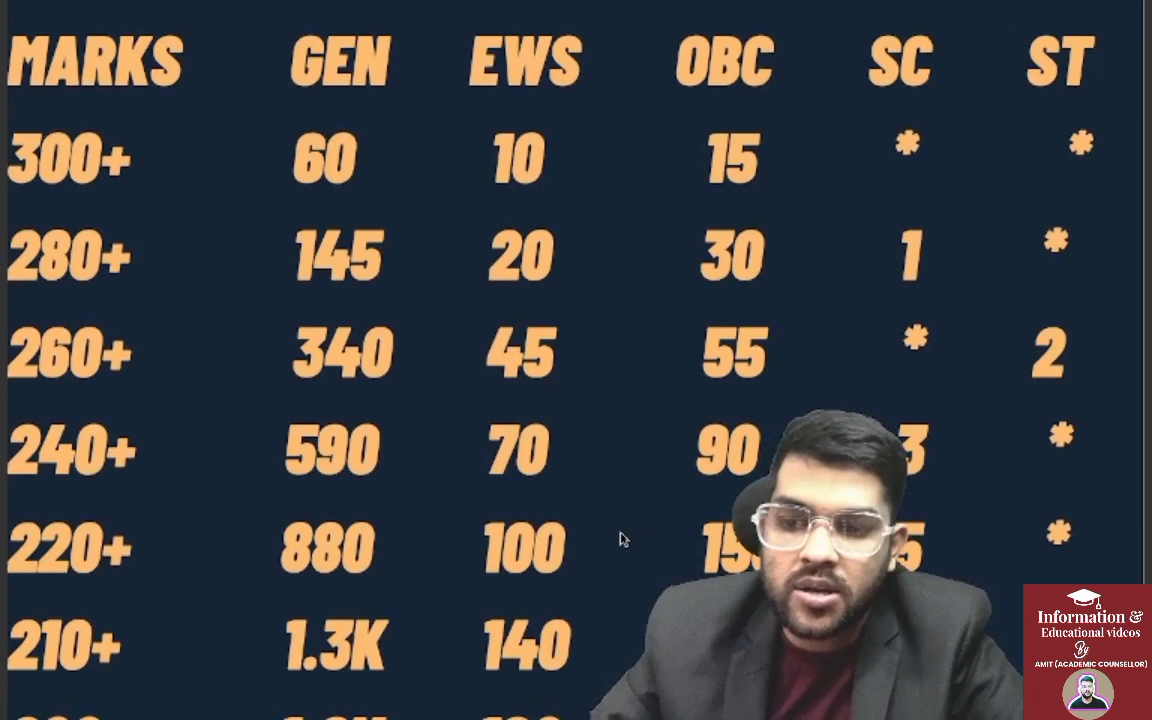 MARKS GEN EWS OBC SC ST
300+ 60 10 15 * *
280+ 145 20 30 1 *
260+ 340 45 55 * 2
240+ 590 70 90 3 *
220+ 880 100 *
210+ 1.3K 140
Information &
Educational videos
By
AMIT (ACADEMIC COUNSELLOR)